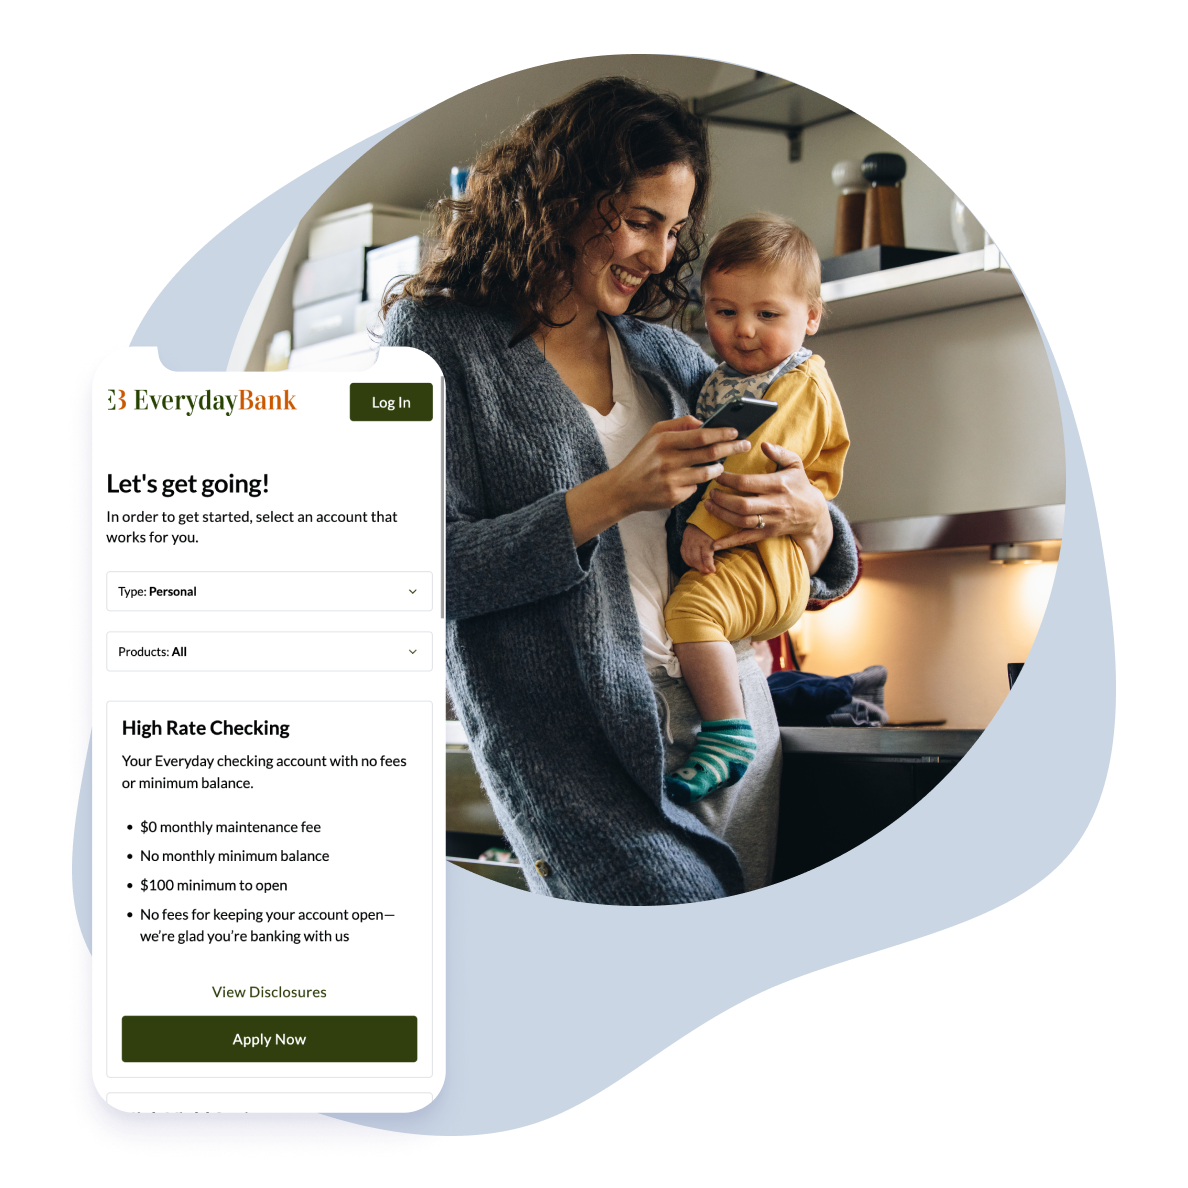 EB EverydayBank
Log In
Let's get going!
In order to get started, select an account that
works for you.
Type: Personal
Products: All
High Rate Checking
Your Everyday checking account with no fees
or minimum balance.
• $0 monthly maintenance fee
• No monthly minimum balance
• $100 minimum to open
• No fees for keeping your account open—
we’re glad you’re banking with us
View Disclosures
Apply Now